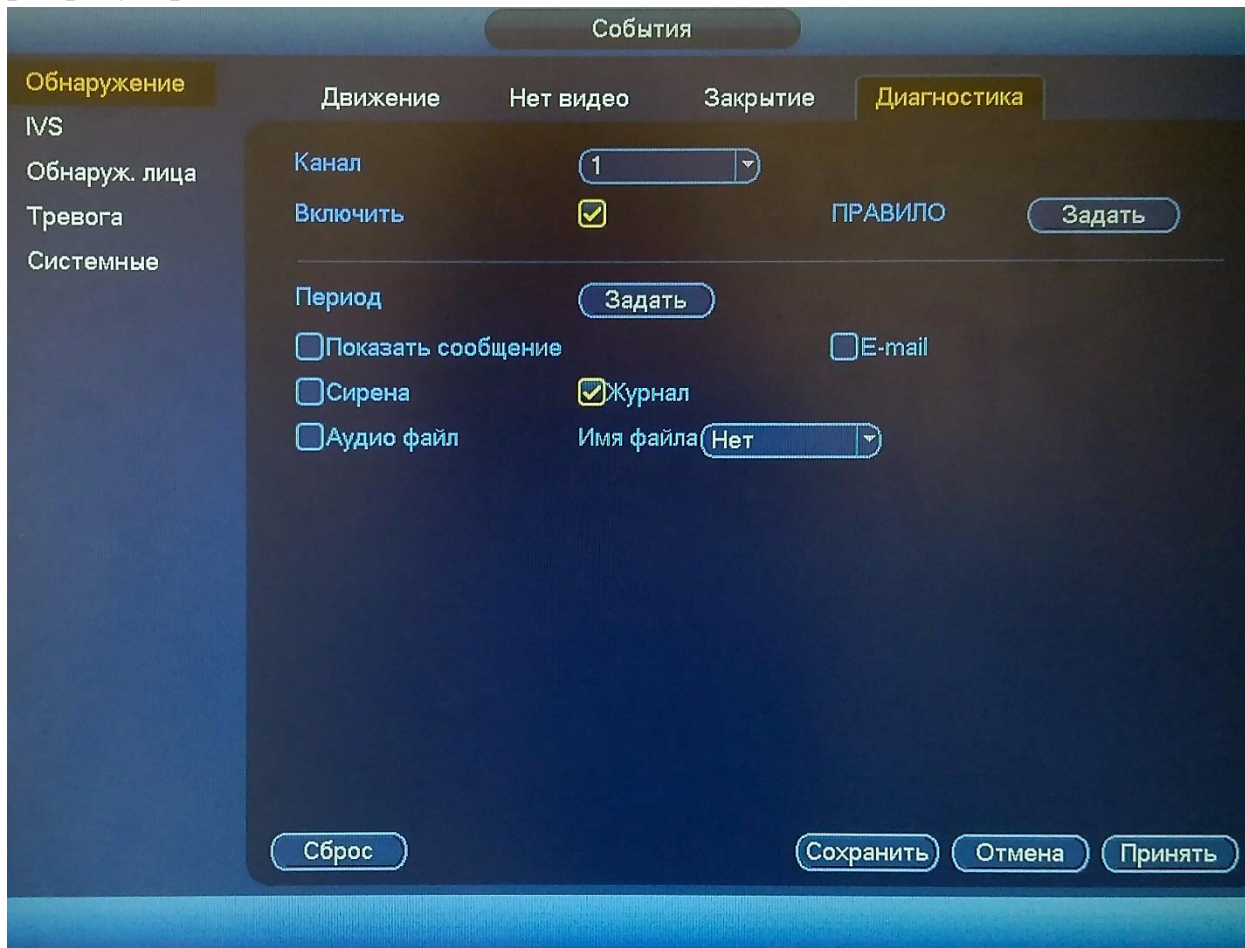 События
Обнаружение
IVS
Обнаруж. лица
Тревога
Системные
Движение Нет видео Закрытие Диагностика
Канал 1
Включить ПРАВИЛО Задать
Период Задать
Показать сообщение E-mail
Сирена Журнал
Аудио файл Имя файла Нет
Сброс Сохранить Отмена Принять